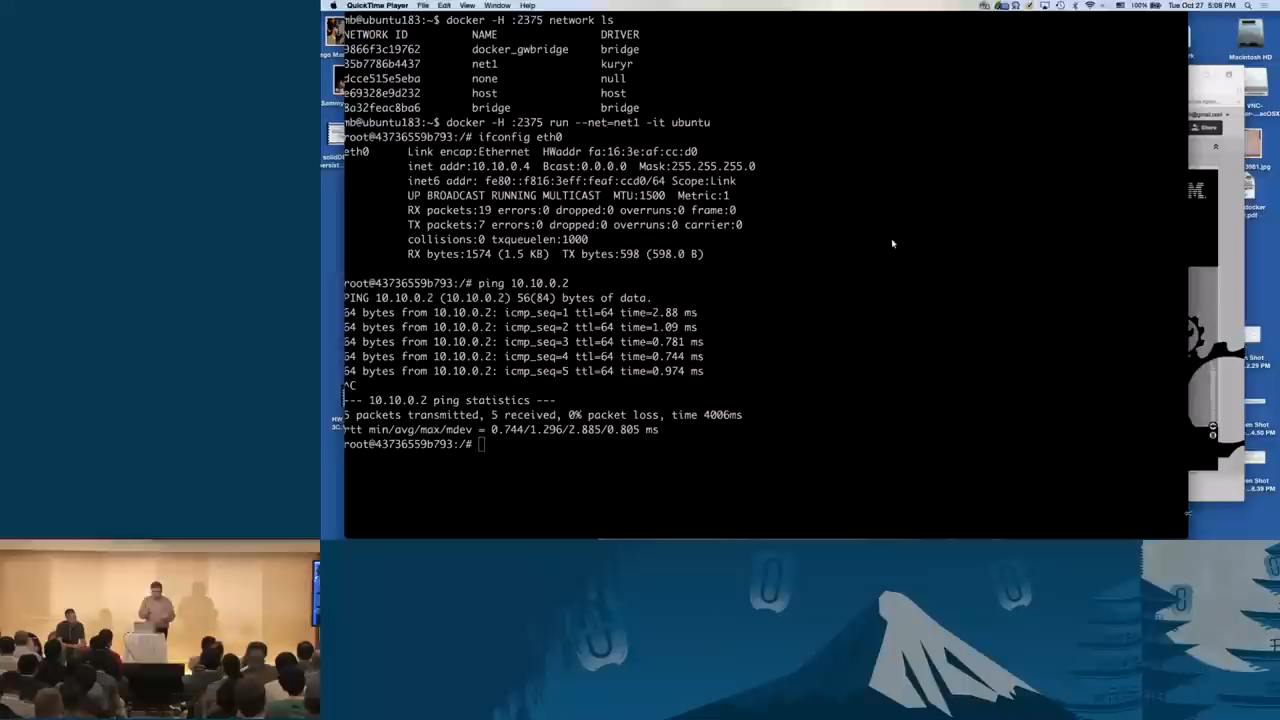 QuickTime Player File Edit View Window Help
100% Tue Oct 27 5:08 PM
mb@ubuntu183:~$ docker -H :2375 network ls
NETWORK ID NAME DRIVER
9866f3c19762 docker_gwbridge bridge
35b7786b4437 net1 kuryr
dcce515e5eba none null
e69328e9d232 host host
8a32feac8ba6 bridge bridge
mb@ubuntu183:~$ docker -H :2375 run --net=net1 -it ubuntu
root@43736559b793:/# ifconfig eth0
eth0 Link encap:Ethernet HWaddr fa:16:3e:af:cc:d0
inet addr:10.10.0.4 Bcast:0.0.0.0 Mask:255.255.255.0
inet6 addr: fe80::f816:3eff:feaf:ccd0/64 Scope:Link
UP BROADCAST RUNNING MULTICAST MTU:1500 Metric:1
RX packets:19 errors:0 dropped:0 overruns:0 frame:0
TX packets:7 errors:0 dropped:0 overruns:0 carrier:0
collisions:0 txqueuelen:1000
RX bytes:1574 (1.5 KB) TX bytes:598 (598.0 B)
root@43736559b793:/# ping 10.10.0.2
PING 10.10.0.2 (10.10.0.2) 56(84) bytes of data.
64 bytes from 10.10.0.2: icmp_seq=1 ttl=64 time=2.88 ms
64 bytes from 10.10.0.2: icmp_seq=2 ttl=64 time=1.09 ms
64 bytes from 10.10.0.2: icmp_seq=3 ttl=64 time=0.781 ms
64 bytes from 10.10.0.2: icmp_seq=4 ttl=64 time=0.744 ms
64 bytes from 10.10.0.2: icmp_seq=5 ttl=64 time=0.974 ms
^C
--- 10.10.0.2 ping statistics ---
5 packets transmitted, 5 received, 0% packet loss, time 4006ms
rtt min/avg/max/mdev = 0.744/1.296/2.885/0.805 ms
root@43736559b793:/#
Macintosh HD
Share